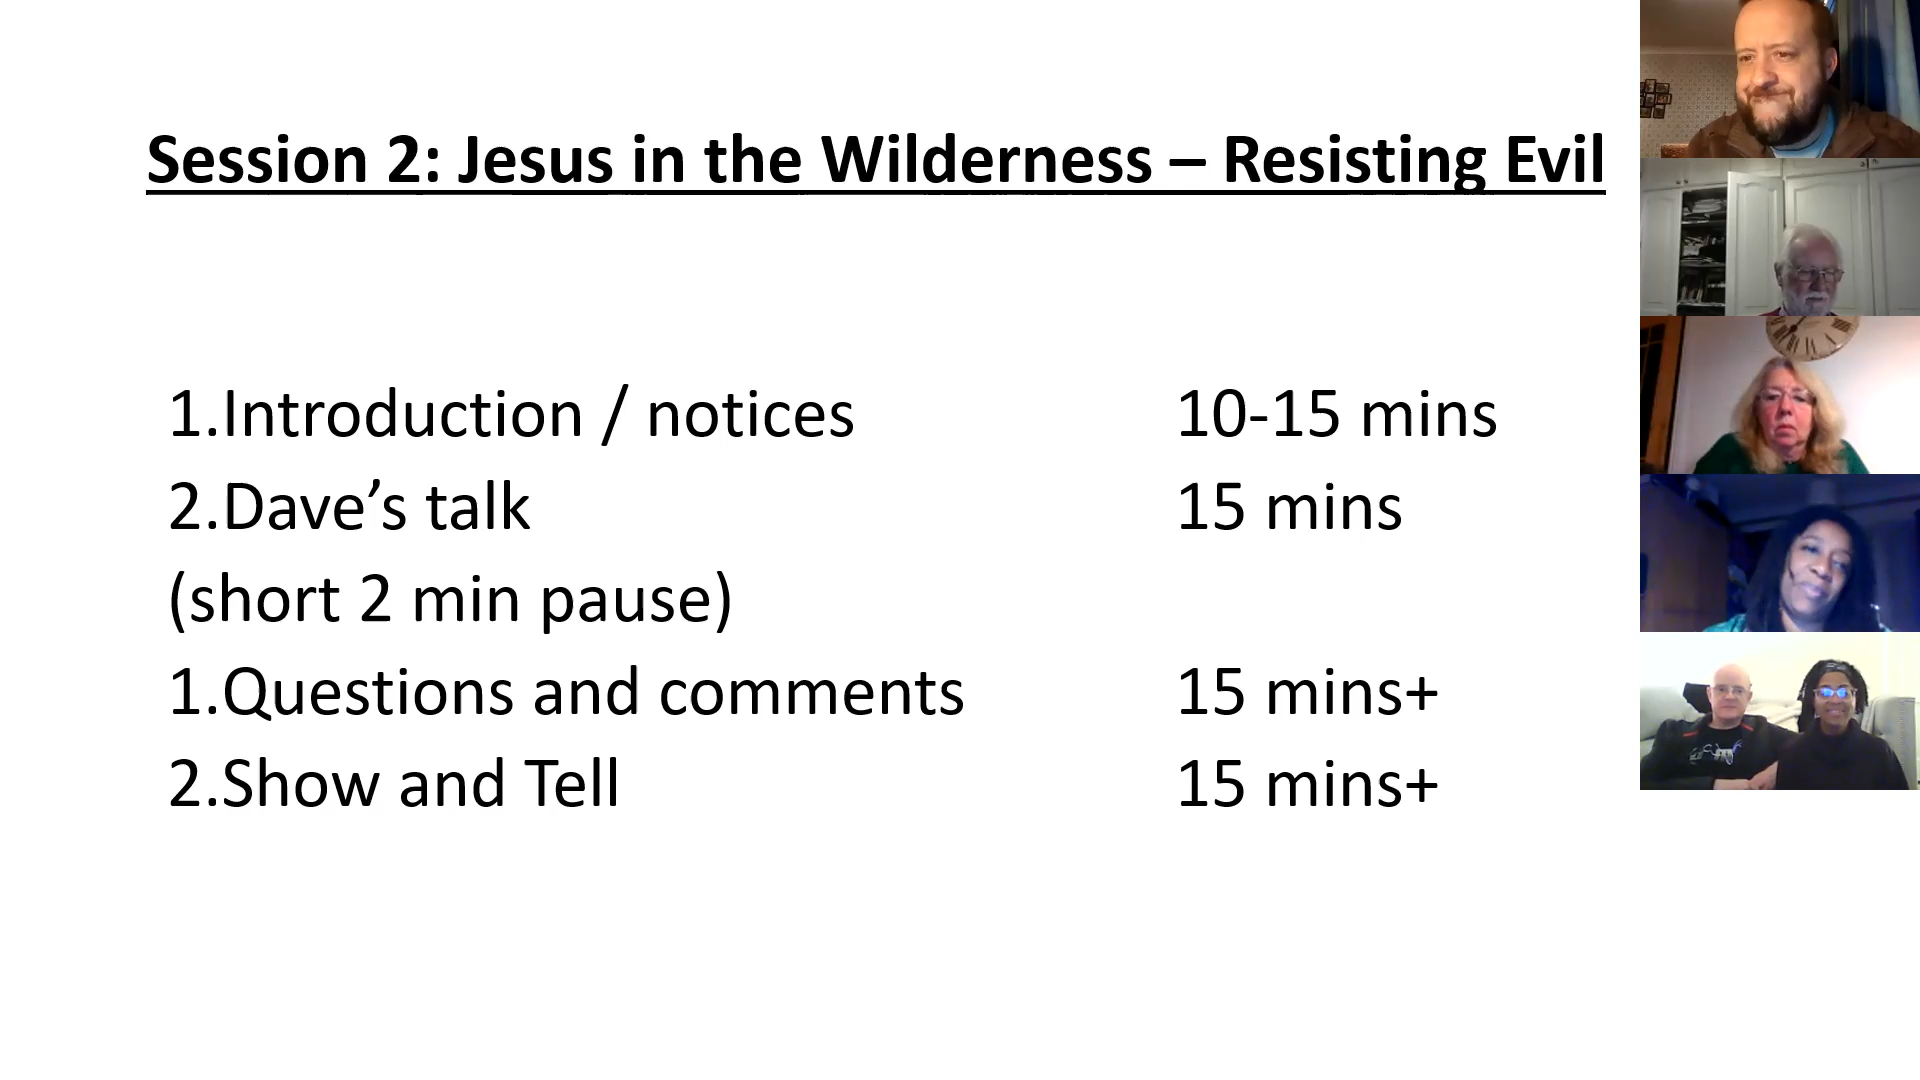 Session 2: Jesus in the Wilderness – Resisting Evil
1.Introduction / notices 10-15 mins
2.Dave’s talk 15 mins
(short 2 min pause)
1.Questions and comments 15 mins+
2.Show and Tell 15 mins+